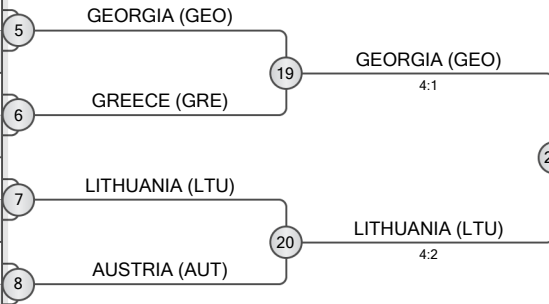 5
GEORGIA (GEO)
19
GEORGIA (GEO)
4:1
6
GREECE (GRE)
7
LITHUANIA (LTU)
20
LITHUANIA (LTU)
4:2
8
AUSTRIA (AUT)